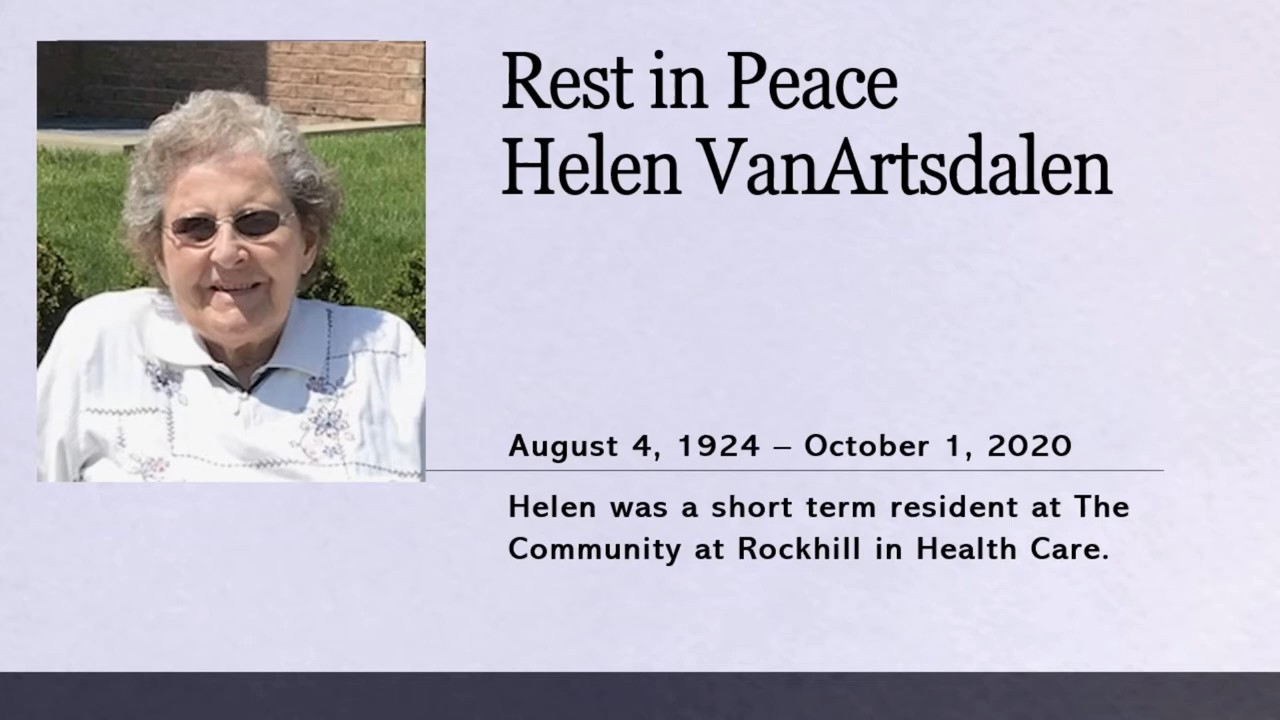 Rest in Peace
Helen VanArtsdalen
August 4, 1924 – October 1, 2020
Helen was a short term resident at The
Community at Rockhill in Health Care.